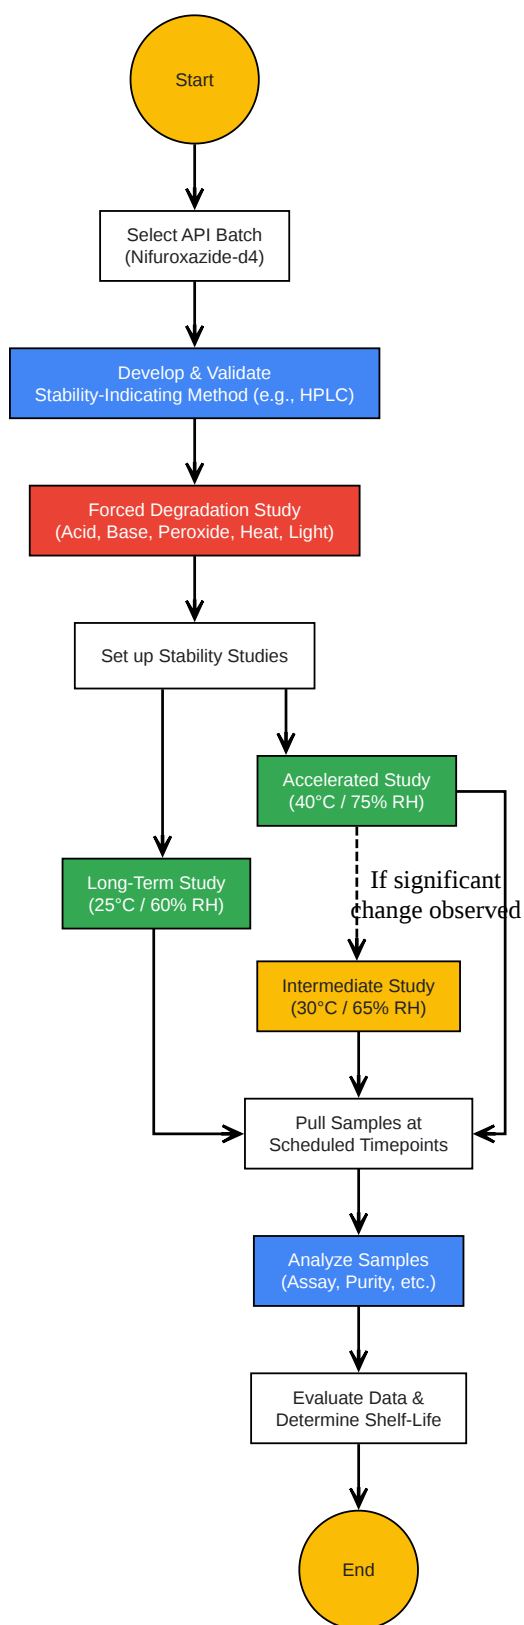 Start
Select API Batch
(Nifuroxazide-d4)
Develop & Validate
Stability-Indicating Method (e.g., HPLC)
Forced Degradation Study
(Acid, Base, Peroxide, Heat, Light)
Set up Stability Studies
Accelerated Study
(40°C / 75% RH)
If significant
change observed
Long-Term Study
(25°C / 60% RH)
Intermediate Study
(30°C / 65% RH)
Pull Samples at
Scheduled Timepoints
Analyze Samples
(Assay, Purity, etc.)
Evaluate Data &
Determine Shelf-Life
End